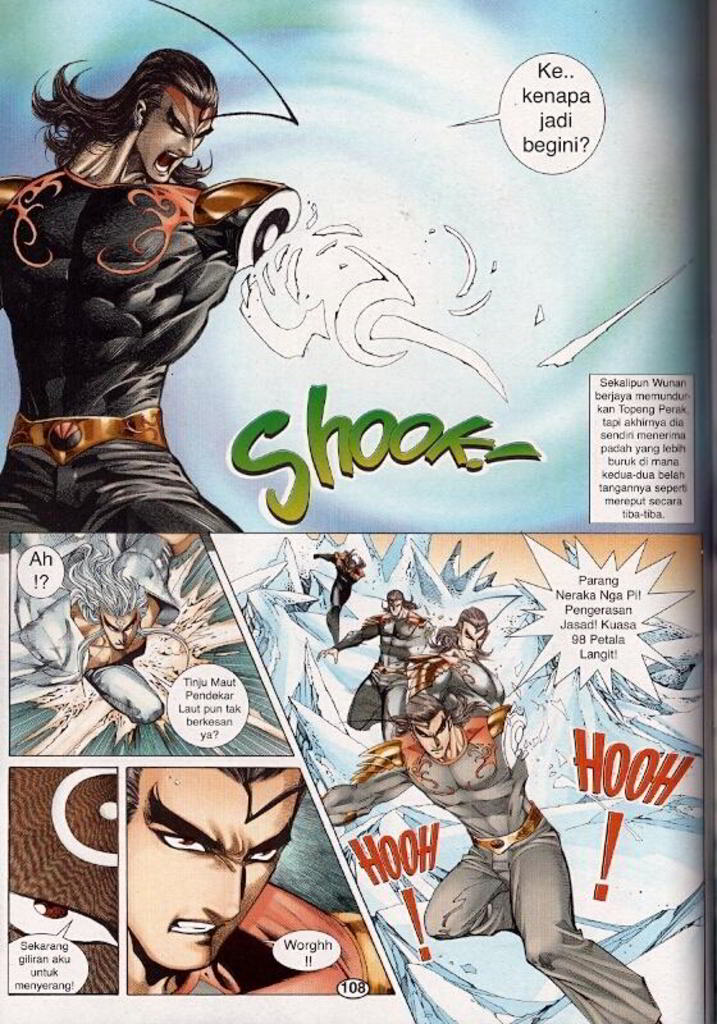 Ke..
kenapa
jadi
begini?
Shook-
Sekalipun Wunan
berjaya memundur-
kan Topeng Perak,
tapi akhirnya dia
sendiri menerima
padah yang lebih
buruk di mana
kedua-dua belah
tangannya seperti
mereput secara
tiba-tiba.
Ah
!?
Tinju Maut
Pendekar
Laut pun tak
berkesan
ya?
Parang
Neraka Nga Pi!
Pengerasan
Jasad! Kuasa
98 Petala
Langit!
HOOH
!
HOOH
!
Sekarang
giliran aku
untuk
menyerang!
Worghh
!!
108